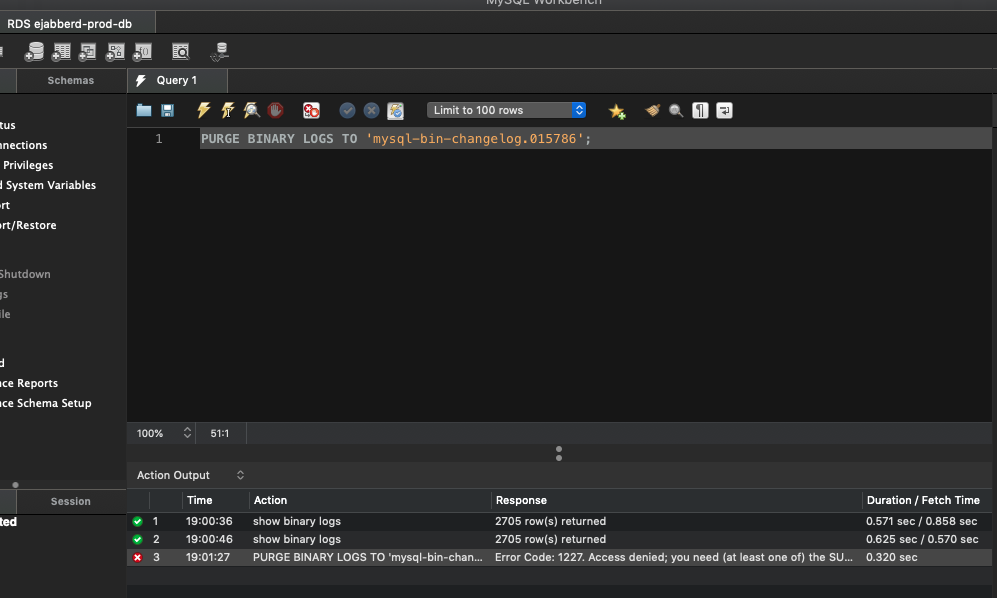 MySQL Workbench
RDS ejabberd-prod-db
Schemas
Query 1
Limit to 100 rows
tus
nnections
Privileges
d System Variables
rt
ort/Restore
Shutdown
gs
ile
d
nce Reports
nce Schema Setup
1 PURGE BINARY LOGS TO 'mysql-bin-changelog.015786';
100% 51:1
Action Output
Session
ted
Time Action Response Duration / Fetch Time
1 19:00:36 show binary logs 2705 row(s) returned 0.571 sec / 0.858 sec
2 19:00:46 show binary logs 2705 row(s) returned 0.625 sec / 0.570 sec
3 19:01:27 PURGE BINARY LOGS TO 'mysql-bin-chan... Error Code: 1227. Access denied; you need (at least one of) the SU... 0.320 sec